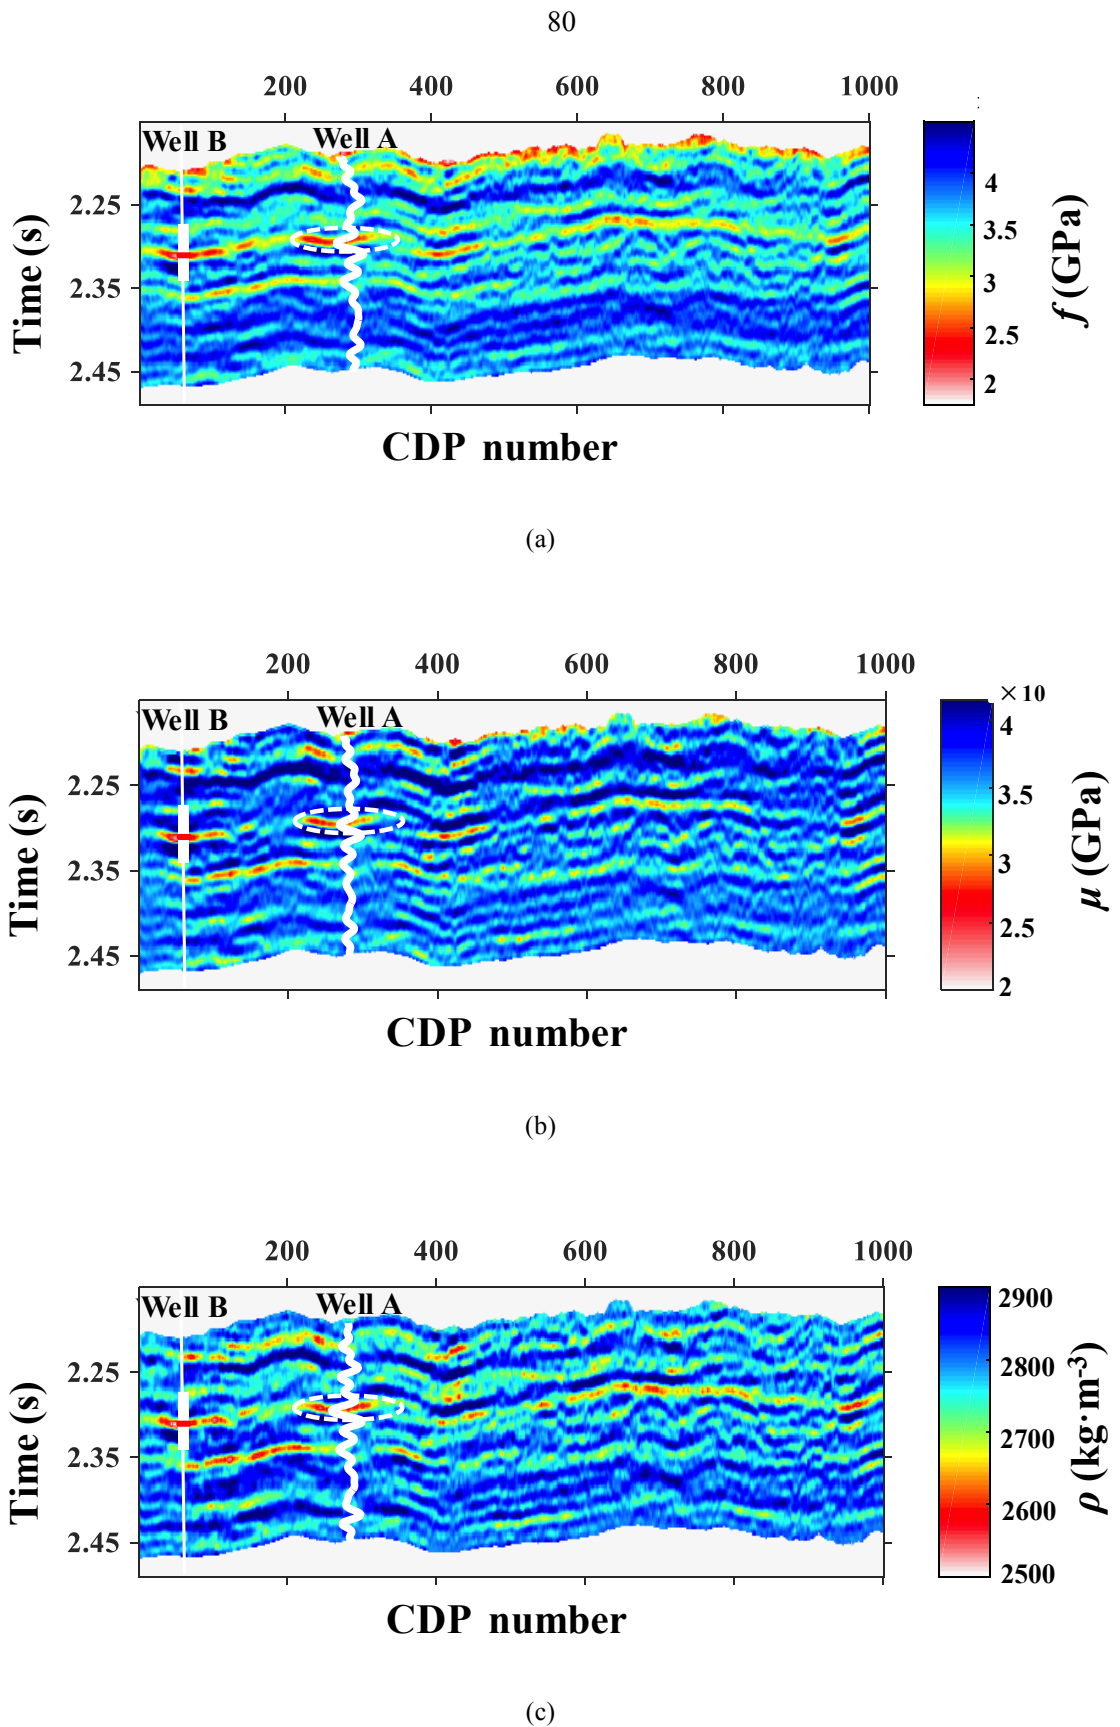 80
200 400 600 800 1000
Well B Well A
2.25
2.35
2.45
Time (s)
CDP number
4
3.5
3
2.5
2
f (GPa)
(a)
200 400 600 800 1000
Well B Well A
2.25
2.35
2.45
Time (s)
CDP number
×10
4
3.5
3
2.5
2
μ (GPa)
(b)
200 400 600 800 1000
Well B Well A
2.25
2.35
2.45
Time (s)
CDP number
2900
2800
2700
2600
2500
ρ (kg·m-3)
(c)